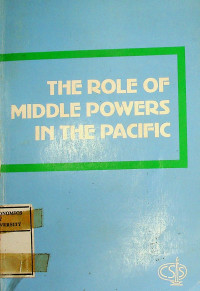 THE ROLE OF
MIDDLE POWERS
IN THE PACIFIC
CSIS